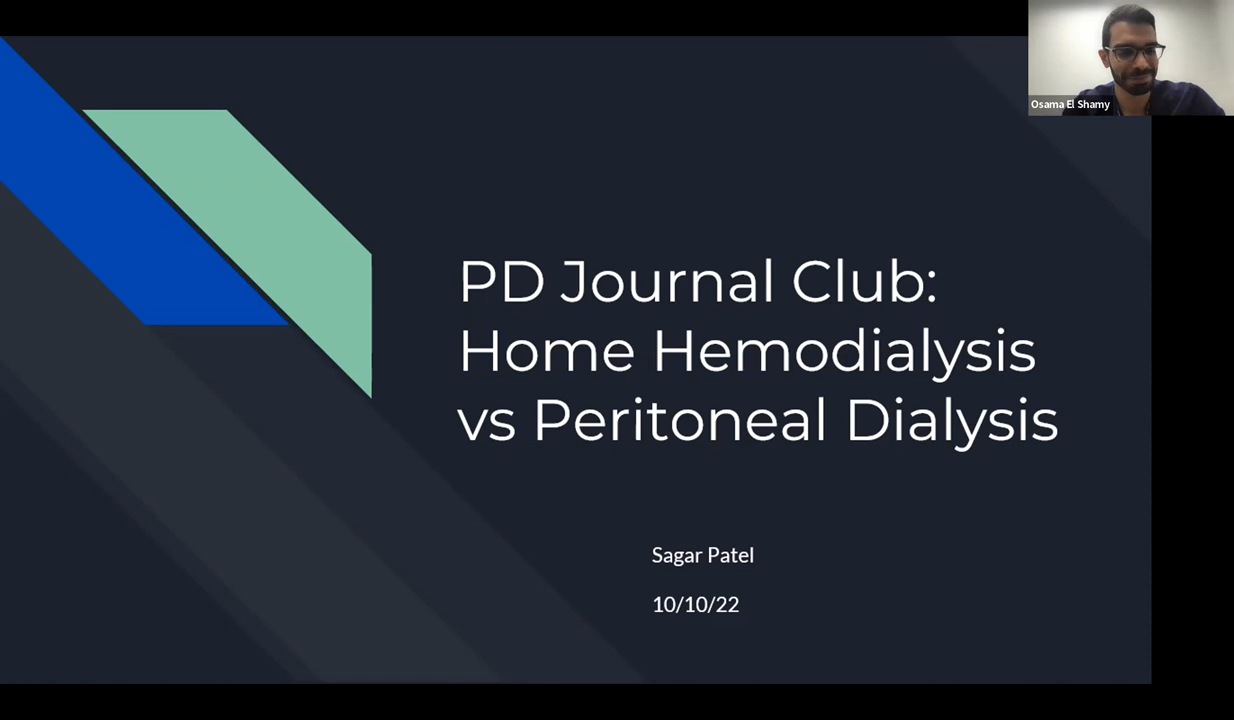 Osama El Shamy
PD Journal Club:
Home Hemodialysis
vs Peritoneal Dialysis
Sagar Patel
10/10/22